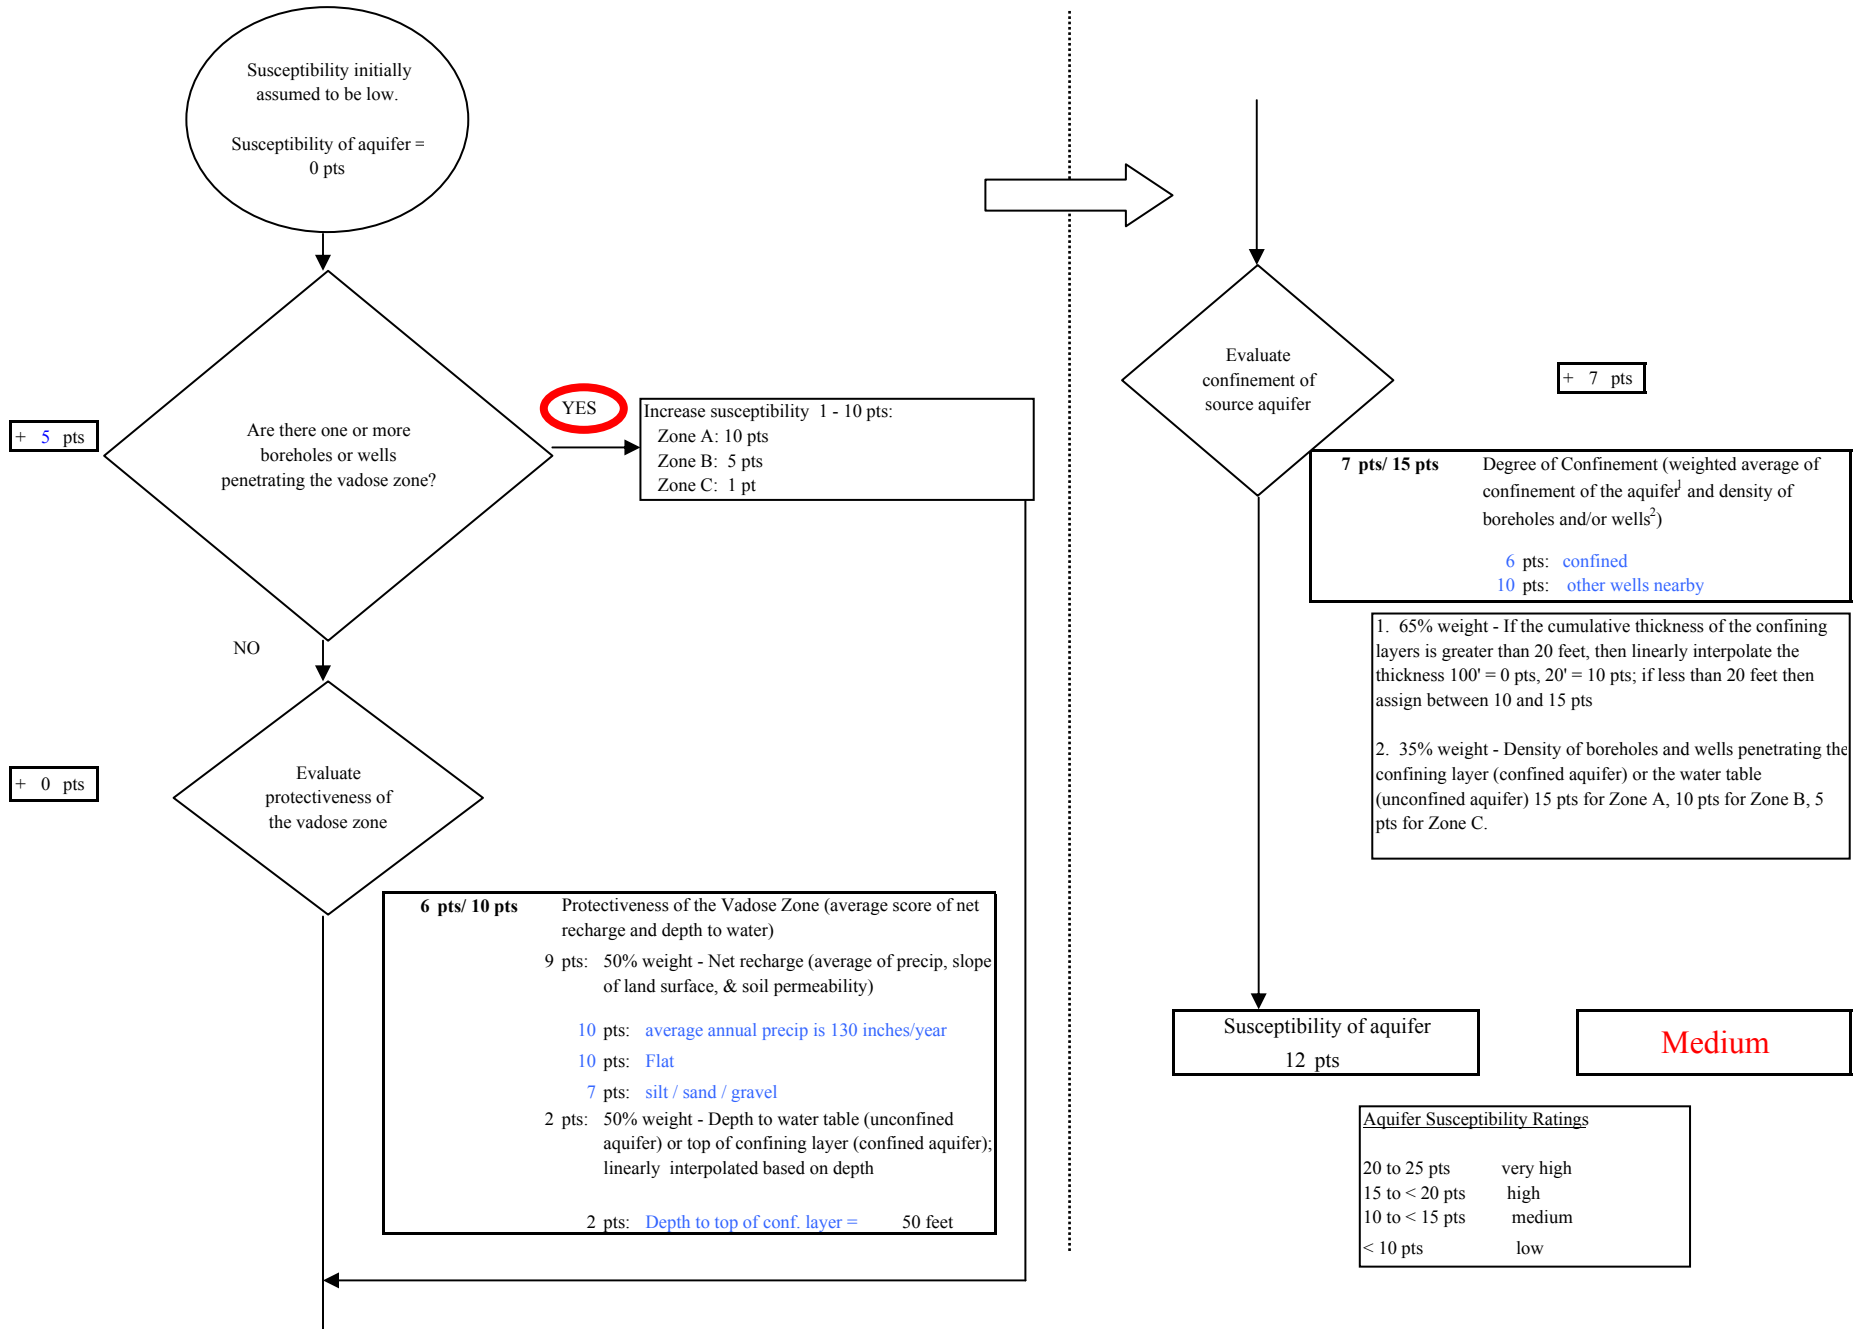 Susceptibility initially
assumed to be low.
Susceptibility of aquifer =
0 pts
+ 5 pts
Are there one or more
boreholes or wells
penetrating the vadose zone?
YES
Increase susceptibility 1 - 10 pts:
Zone A: 10 pts
Zone B: 5 pts
Zone C: 1 pt
NO
+ 0 pts
Evaluate
protectiveness of
the vadose zone
6 pts/ 10 pts Protectiveness of the Vadose Zone (average score of net
recharge and depth to water)
9 pts: 50% weight - Net recharge (average of precip, slope
of land surface, & soil permeability)
10 pts: average annual precip is 130 inches/year
10 pts: Flat
7 pts: silt / sand / gravel
2 pts: 50% weight - Depth to water table (unconfined
aquifer) or top of confining layer (confined aquifer);
linearly interpolated based on depth
2 pts: Depth to top of conf. layer = 50 feet
Evaluate
confinement of
source aquifer
+ 7 pts
7 pts/ 15 pts Degree of Confinement (weighted average of
confinement of the aquifer1 and density of
boreholes and/or wells2)
6 pts: confined
10 pts: other wells nearby
1. 65% weight - If the cumulative thickness of the confining
layers is greater than 20 feet, then linearly interpolate the
thickness 100' = 0 pts, 20' = 10 pts; if less than 20 feet then
assign between 10 and 15 pts
2. 35% weight - Density of boreholes and wells penetrating the
confining layer (confined aquifer) or the water table
(unconfined aquifer) 15 pts for Zone A, 10 pts for Zone B, 5
pts for Zone C.
Susceptibility of aquifer
12 pts
Medium
Aquifer Susceptibility Ratings
20 to 25 pts very high
15 to < 20 pts high
10 to < 15 pts medium
< 10 pts low